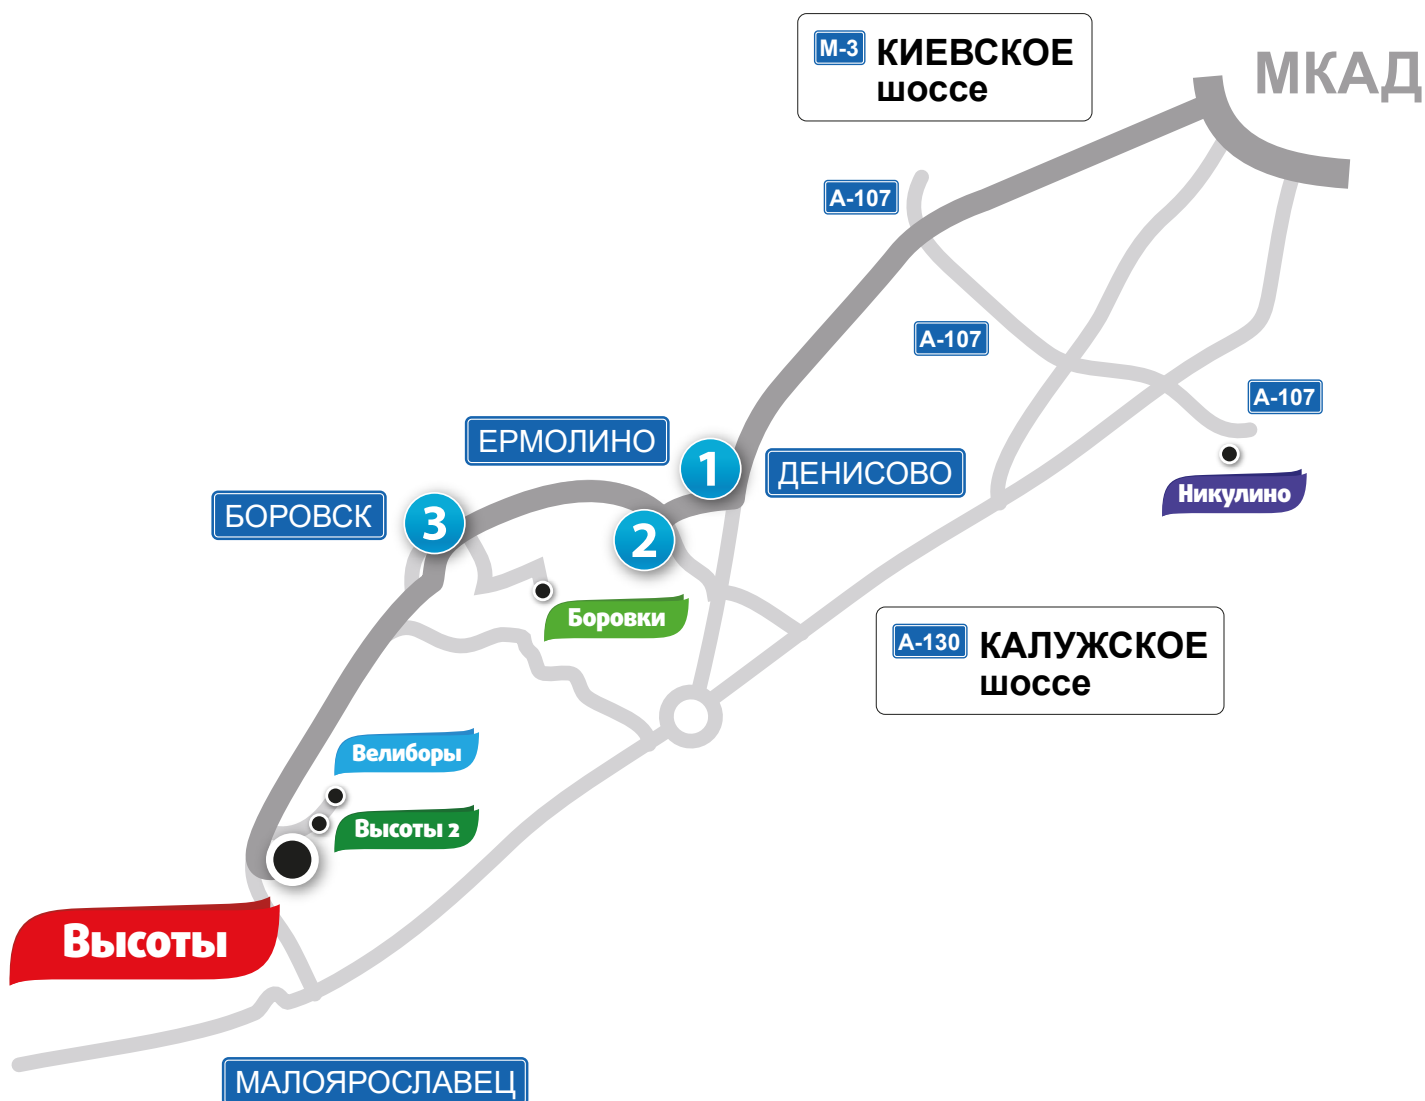 М-3 КИЕВСКОЕ
шоссе
МКАД
А-107
А-107
А-107
ЕРМОЛИНО
1
ДЕНИСОВО
Никулино
БОРОВСК
3
2
Боровки
А-130 КАЛУЖСКОЕ
шоссе
Велиборы
Высоты 2
Высоты
МАЛОЯРОСЛАВЕЦ